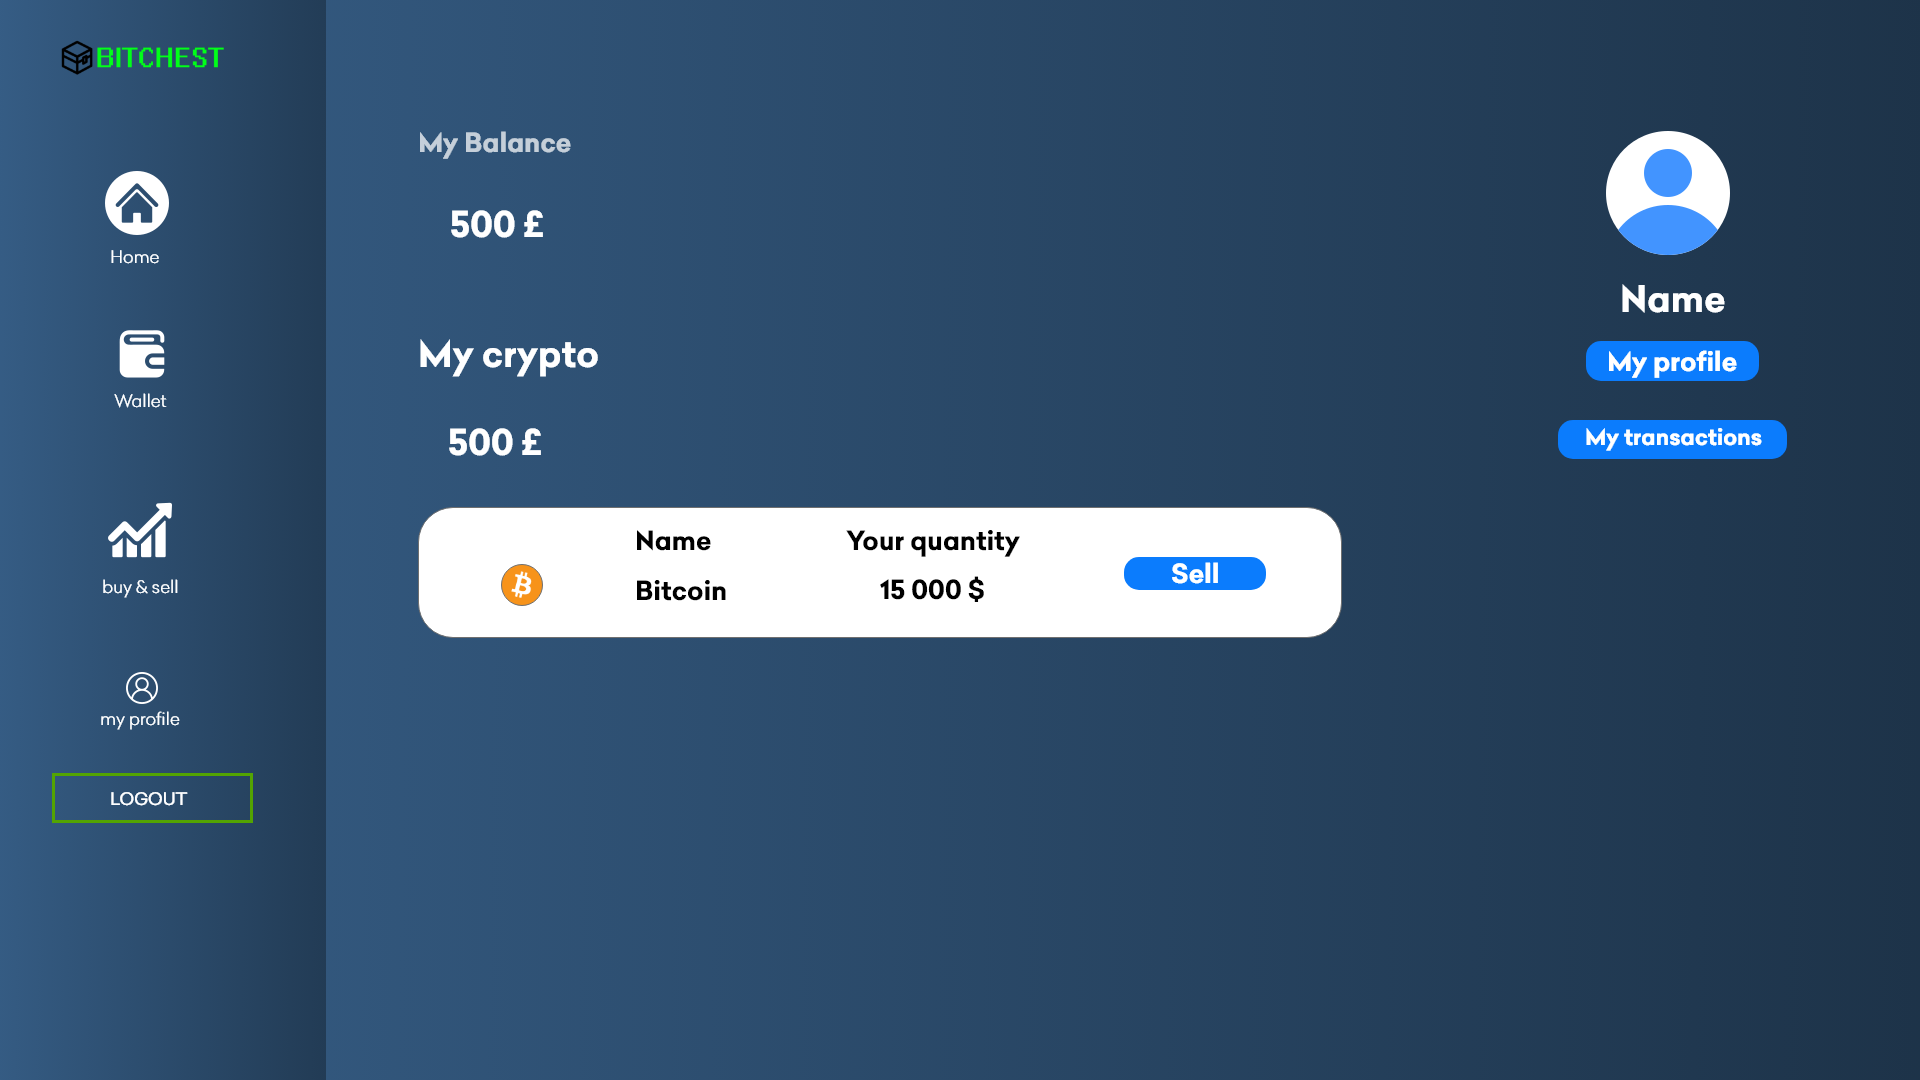 BITCHEST
Home
Wallet
buy & sell
my profile
LOGOUT
My Balance
500 £
My crypto
500 £
Name
Your quantity
Bitcoin
15 000 $
Sell
Name
My profile
My transactions